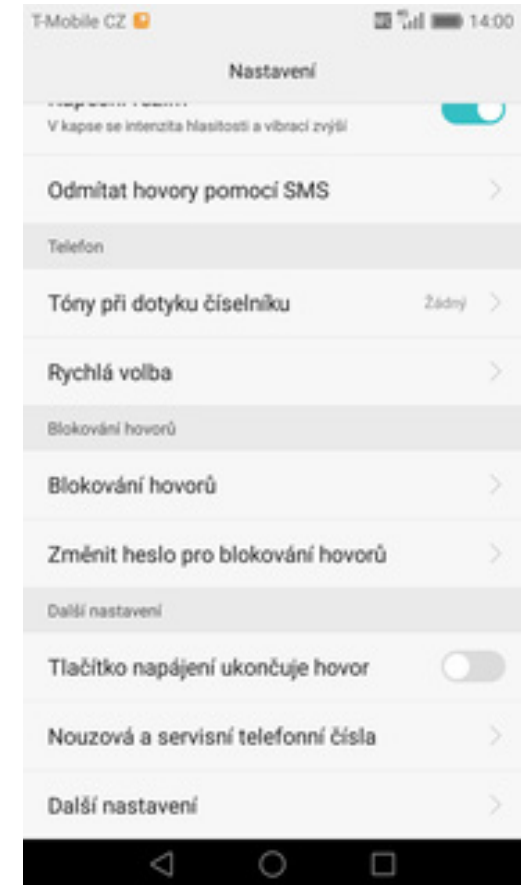 T-Mobile CZ 14:00
Nastavení
V kapse se intenzita hlasitosti a vibrací zvýší
Odmítat hovory pomocí SMS
Telefon
Tóny při dotyku číselníku Žádný
Rychlá volba
Blokování hovorů
Blokování hovorů
Změnit heslo pro blokování hovorů
Další nastavení
Tlačítko napájení ukončuje hovor
Nouzová a servisní telefonní čísla
Další nastavení